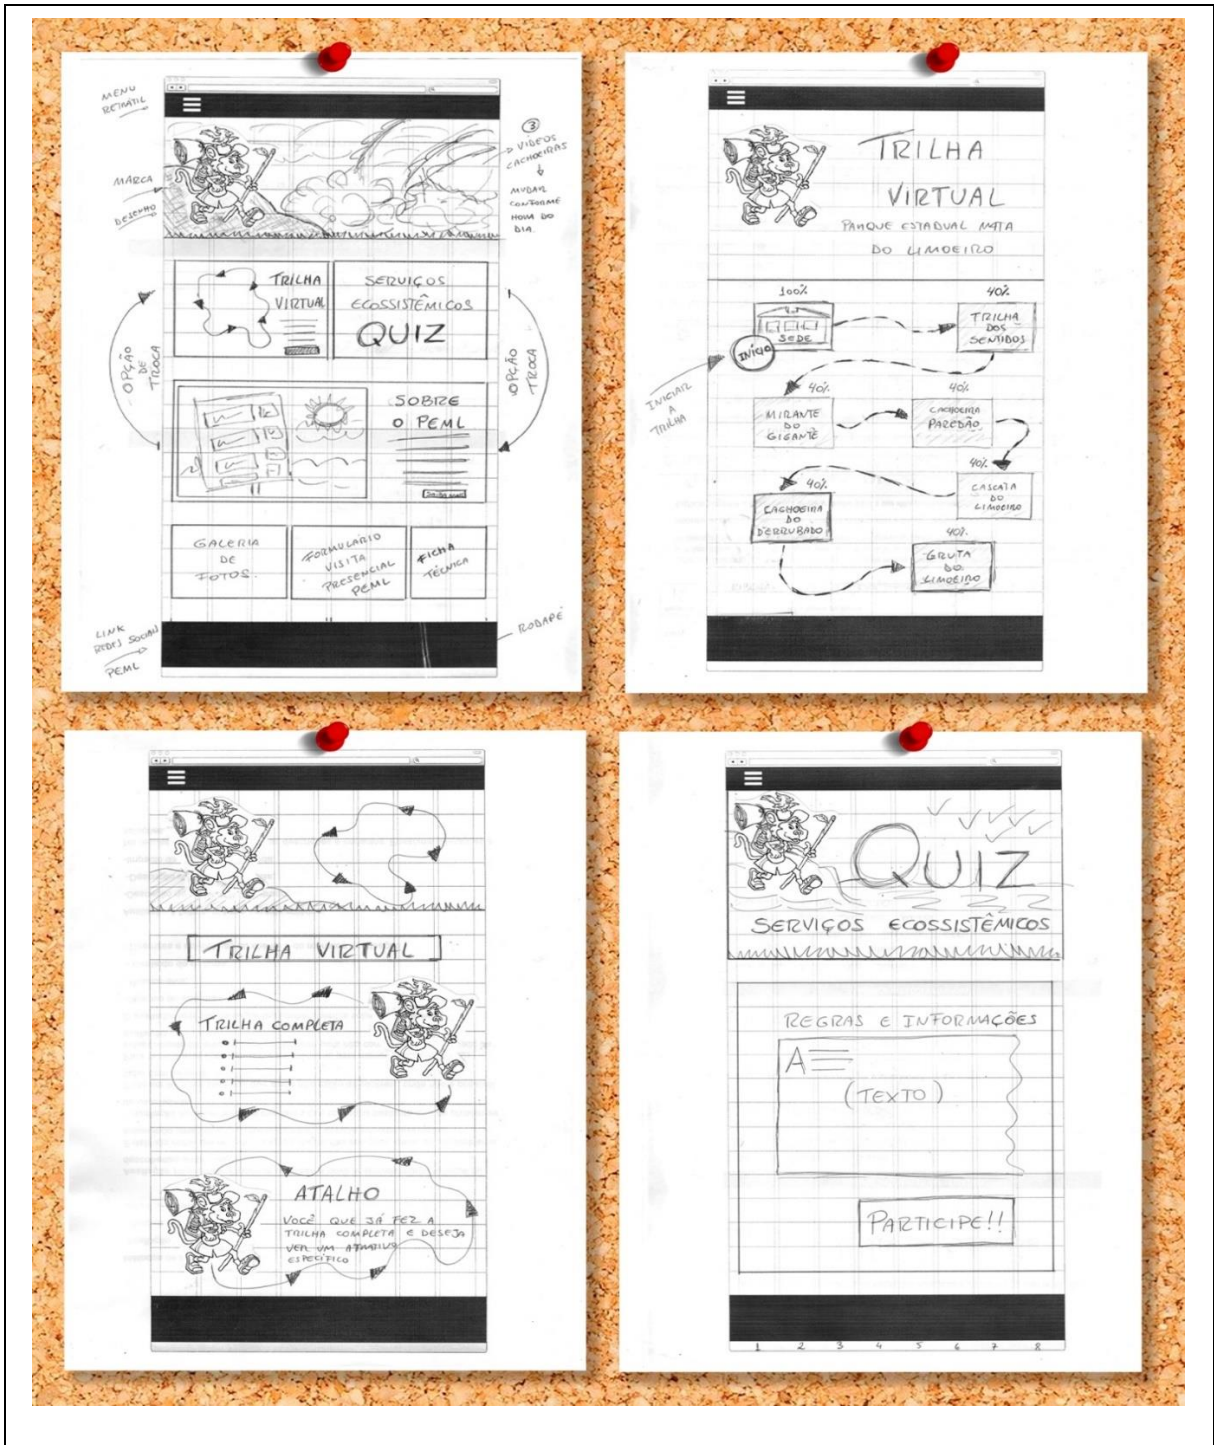 MENU
RETRÁTIL
MARCA
DESENHO
3
VIDEOS
CACHOEIRAS
MUDAR
CONFORME
HORA DO
DIA
TRILHA
VIRTUAL
SERVIÇOS
ECOSSISTÊMICOS
QUIZ
OPÇÃO
DE
TROCA
OPÇÃO
TROCA
SOBRE
O PEML
GALERIA
DE
FOTOS
FORMULARIO
VISITA
PRESENCIAL
PEML
FICHA
TÉCNICA
LINK
REDES SOCIAIS
PEML
RODAPÉ
TRILHA
VIRTUAL
PARQUE ESTADUAL MATA
DO LIMOEIRO
100%
SEDE
INÍCIO
INICIAR
A
TRILHA
40%
TRILHA
DOS
SENTIDOS
40%
MIRANTE
DO
GIGANTE
40%
CACHOEIRA
PAREDÃO
40%
CASCATA
DO
LIMOEIRO
40%
CACHOEIRA
DO
DERRUBADO
40%
GRUTA
DO
LIMOEIRO
TRILHA VIRTUAL
TRILHA COMPLETA
ATALHO
VOCÊ QUE JÁ FEZ A
TRILHA COMPLETA E DESEJA
VER UM ATRATIVO
ESPECÍFICO
QUIZ
SERVIÇOS ECOSSISTÊMICOS
REGRAS E INFORMAÇÕES
A
(TEXTO)
PARTICIPE!!
1 2 3 4 5 6 7 8